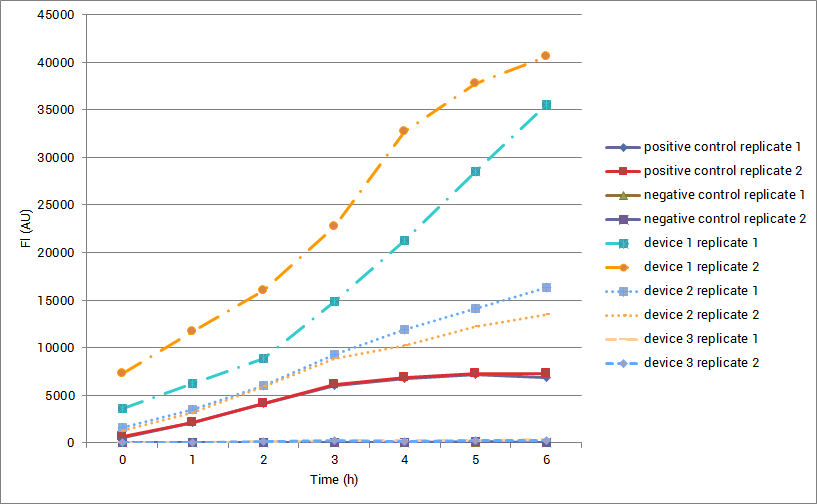 45000
40000
35000
30000
25000
20000
15000
10000
5000
0
FI (AU)
0 1 2 3 4 5 6
Time (h)
positive control replicate 1
positive control replicate 2
negative control replicate 1
negative control replicate 2
device 1 replicate 1
device 1 replicate 2
device 2 replicate 1
device 2 replicate 2
device 3 replicate 1
device 3 replicate 2